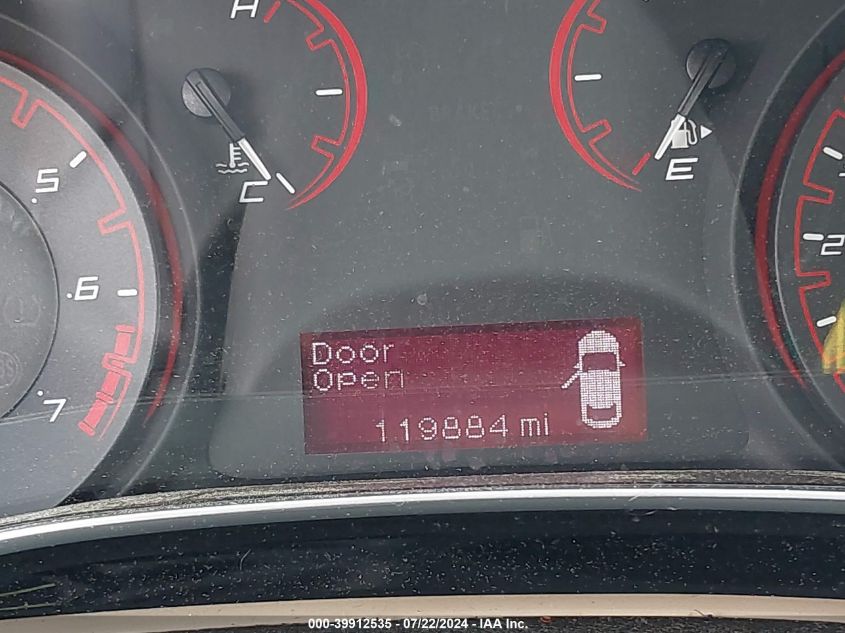 H
C
E
.5
.6
.7
2
Door
Open
119884 mi
000-39912535 - 07/22/2024 - IAA Inc.